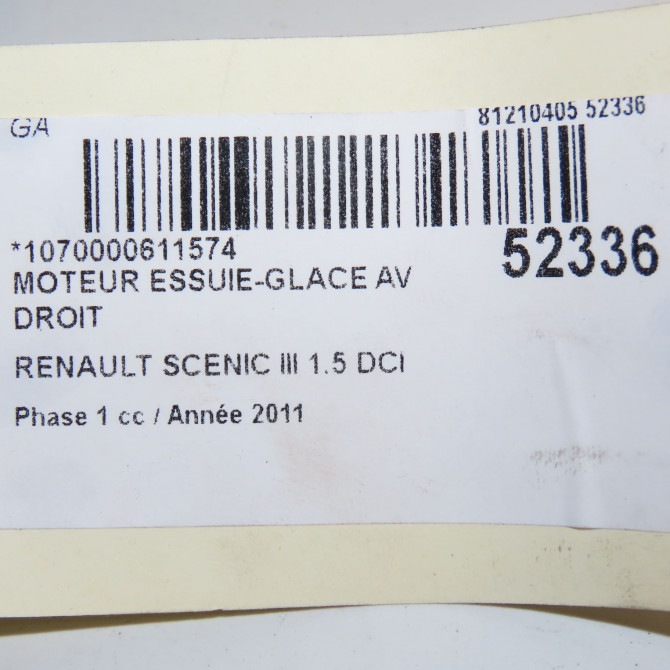 GA
81210405 52336
*1070000611574
52336
MOTEUR ESSUIE-GLACE AV
DROIT
RENAULT SCENIC III 1.5 DCI
Phase 1 cc / Année 2011